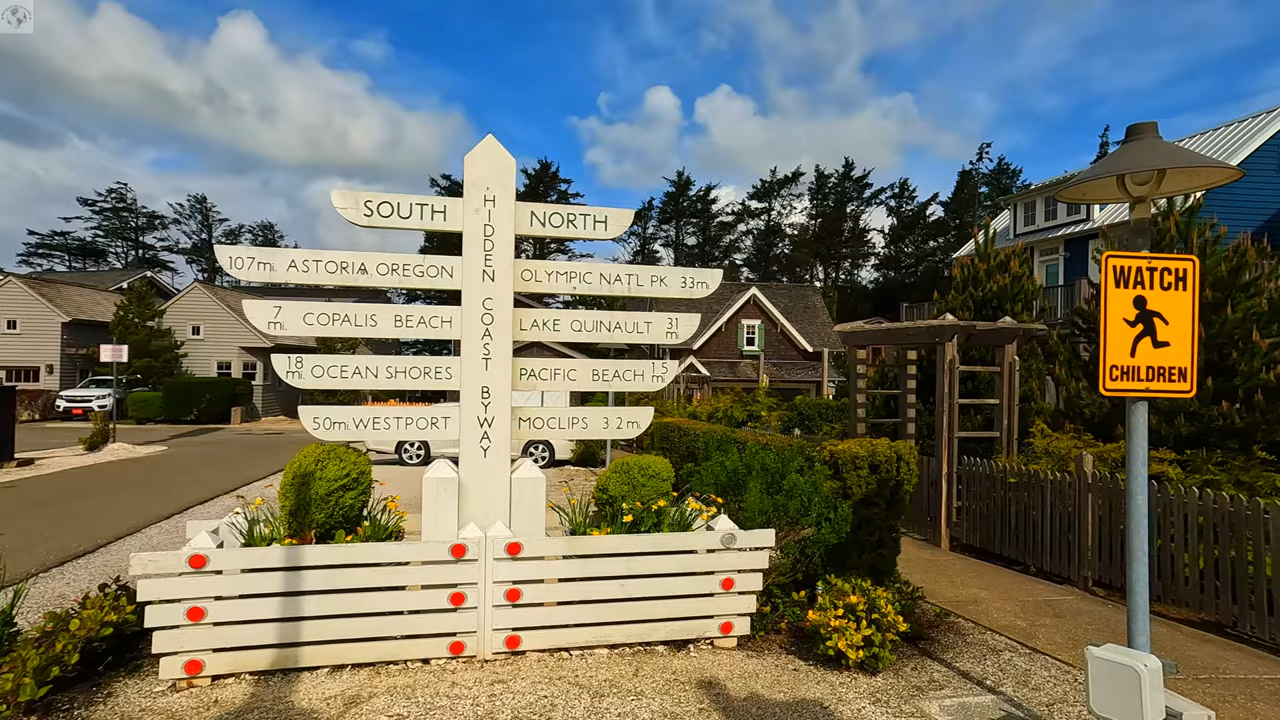 SOUTH
NORTH
107mi. ASTORIA, OREGON
OLYMPIC NATL PK 33mi.
7 mi. COPALIS BEACH
LAKE QUINAULT 31 mi.
18 mi. OCEAN SHORES
PACIFIC BEACH 1.5 mi.
50mi. WESTPORT
MOCLIPS 3.2 mi.
HIDDEN COAST BYWAY
WATCH
CHILDREN